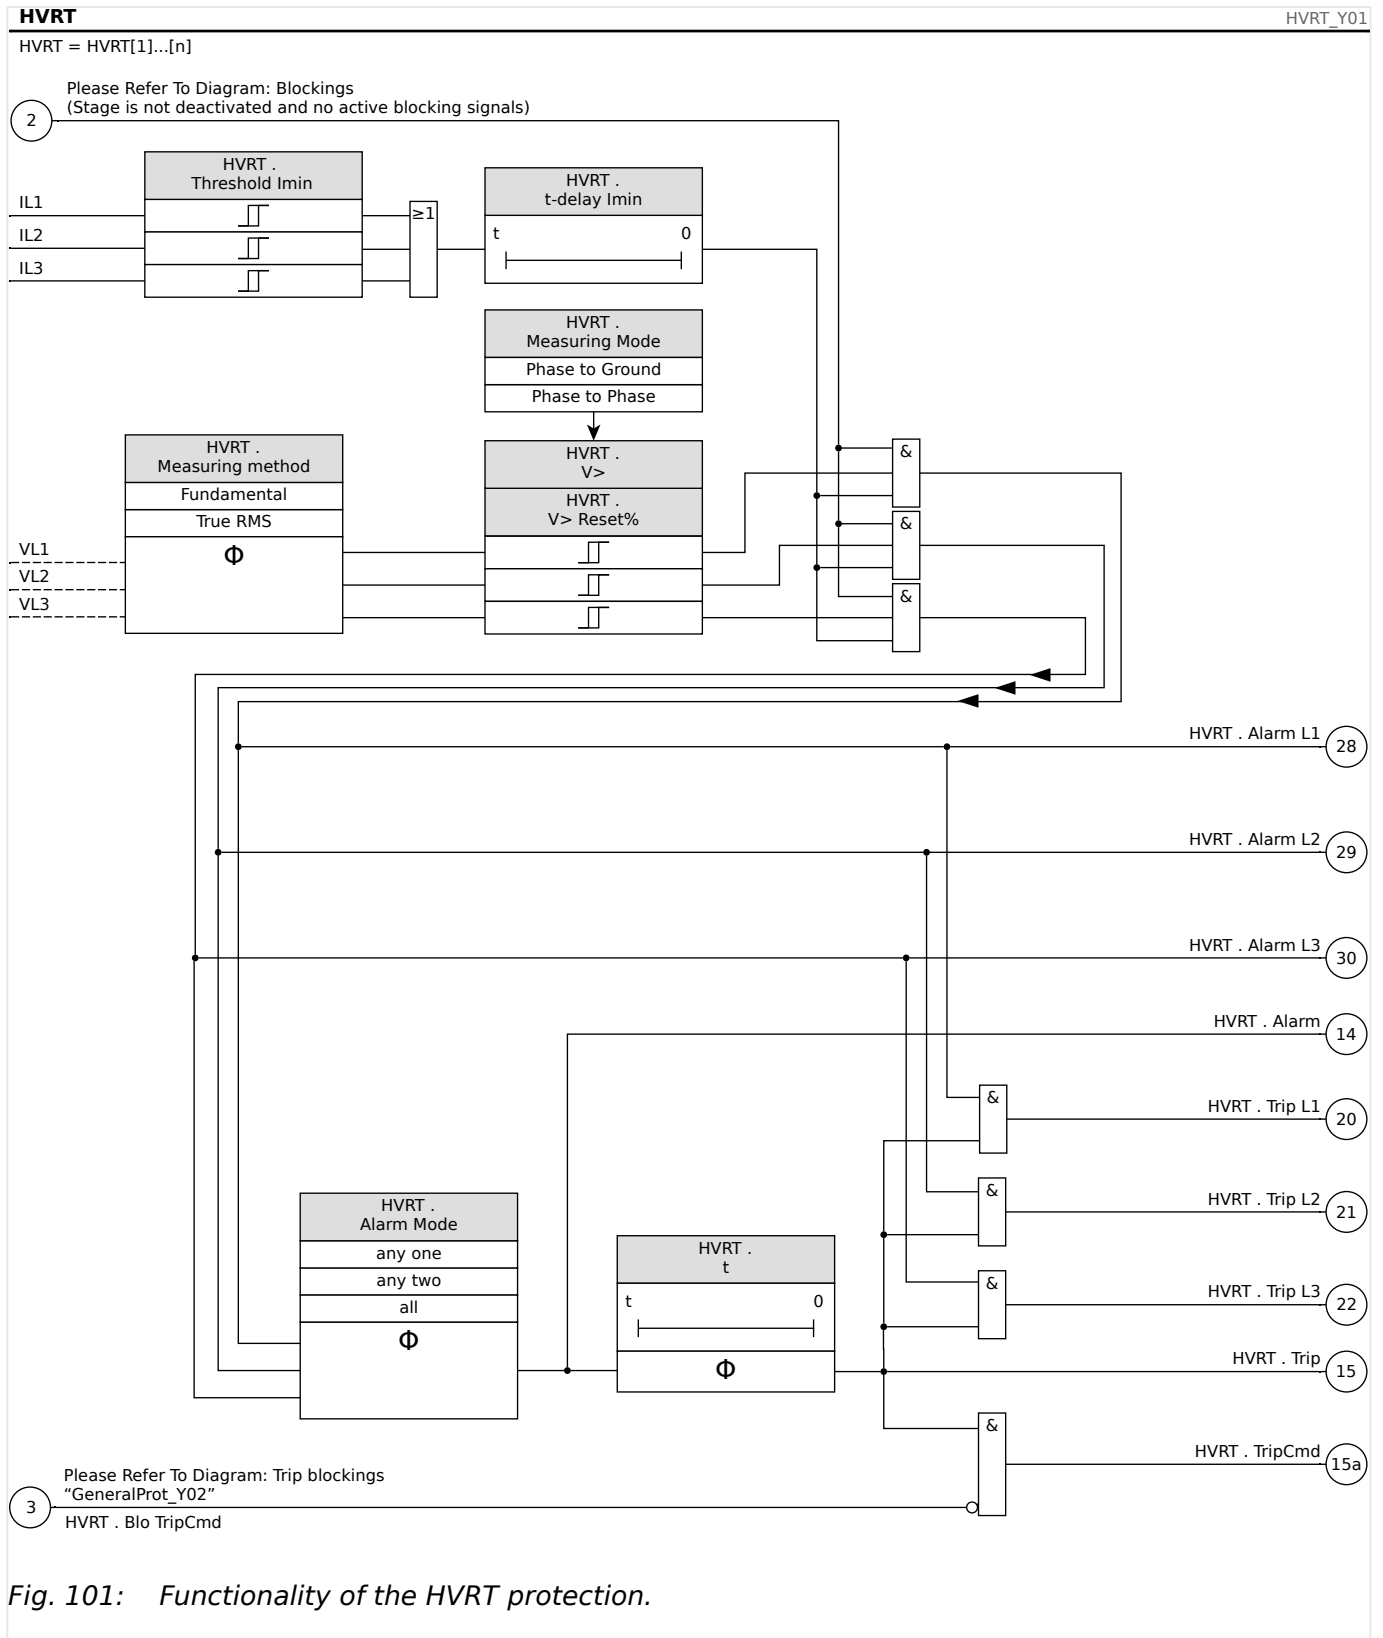 HVRT
HVRT_Y01
HVRT = HVRT[1]...[n]
Please Refer To Diagram: Blockings
(Stage is not deactivated and no active blocking signals)
2
HVRT .
Threshold Imin
IL1
IL2
IL3
≥1
HVRT .
t-delay Imin
t 0
HVRT .
Measuring Mode
Phase to Ground
Phase to Phase
HVRT .
Measuring method
Fundamental
True RMS
Φ
VL1
VL2
VL3
HVRT .
V>
HVRT .
V> Reset%
&
&
&
HVRT . Alarm L1
28
HVRT . Alarm L2
29
HVRT . Alarm L3
30
HVRT . Alarm
14
&
HVRT . Trip L1
20
&
HVRT . Trip L2
21
&
HVRT . Trip L3
22
HVRT .
Alarm Mode
any one
any two
all
Φ
HVRT .
t
t 0
Φ
HVRT . Trip
15
&
HVRT . TripCmd
15a
Please Refer To Diagram: Trip blockings
“GeneralProt_Y02”
3
HVRT . Blo TripCmd
Fig. 101: Functionality of the HVRT protection.